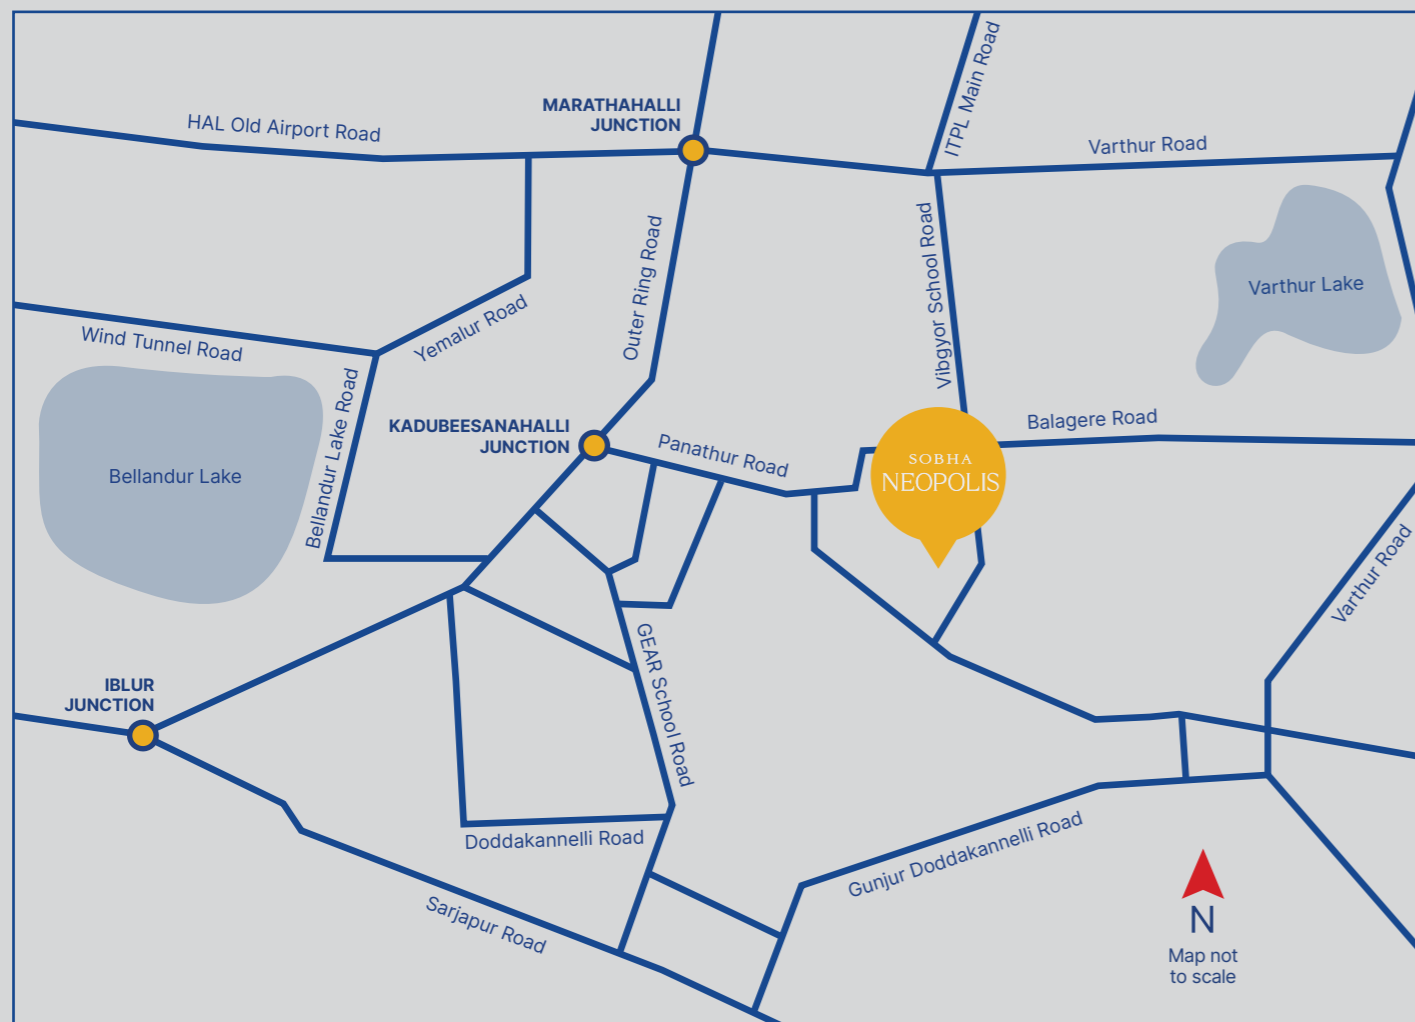 ITPL Main Road
MARATHAHALLI
JUNCTION
HAL Old Airport Road
Varthur Road
Outer Ring Road
Vibgyor School Road
Varthur Lake
Yemalur Road
Wind Tunnel Road
Bellandur Lake Road
KADUBEESANAHALLI
JUNCTION
Panathur Road
Balagere Road
SOBHA
NEOPOLIS
Bellandur Lake
Varthur Road
GEAR School Road
IBLUR
JUNCTION
Doddakannelli Road
Gunjur Doddakannelli Road
Sarjapur Road
N
Map not
to scale